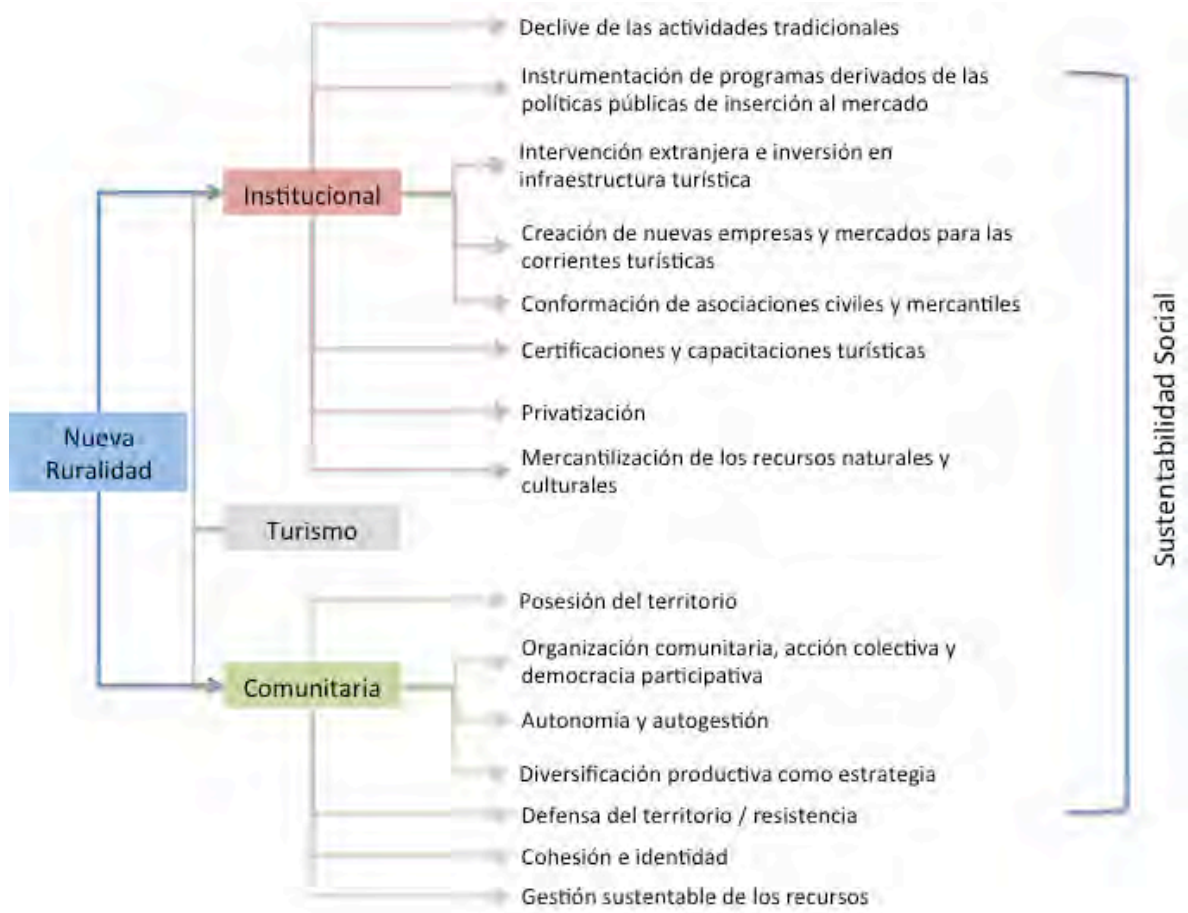 Declive de las actividades tradicionales
Instrumentación de programas derivados de las
políticas públicas de inserción al mercado
Intervención extranjera e inversión en
infraestructura turística
Institucional
Creación de nuevas empresas y mercados para las
corrientes turísticas
Conformación de asociaciones civiles y mercantiles
Certificaciones y capacitaciones turísticas
Privatización
Nueva
Ruralidad
Mercantilización de los recursos naturales y
culturales
Turismo
Posesión del territorio
Organización comunitaria, acción colectiva y
democracia participativa
Comunitaria
Autonomía y autogestión
Diversificación productiva como estrategia
Defensa del territorio / resistencia
Cohesión e identidad
Gestión sustentable de los recursos
Sustentabilidad Social